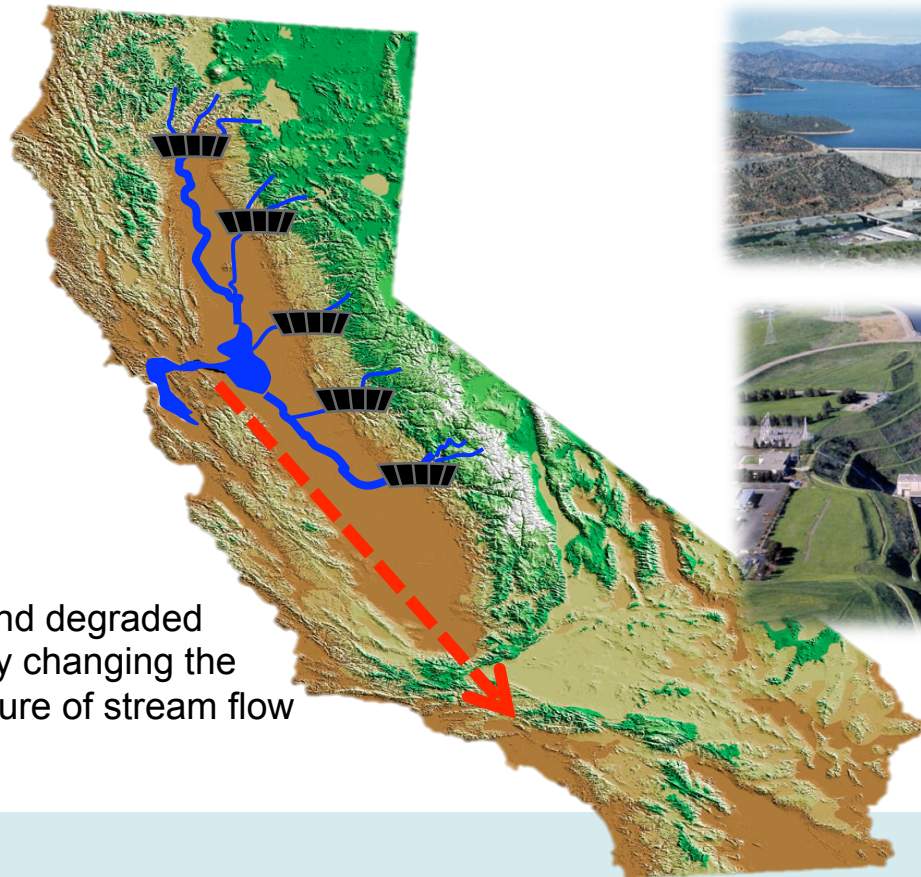 nd degraded
y changing the
ure of stream flow